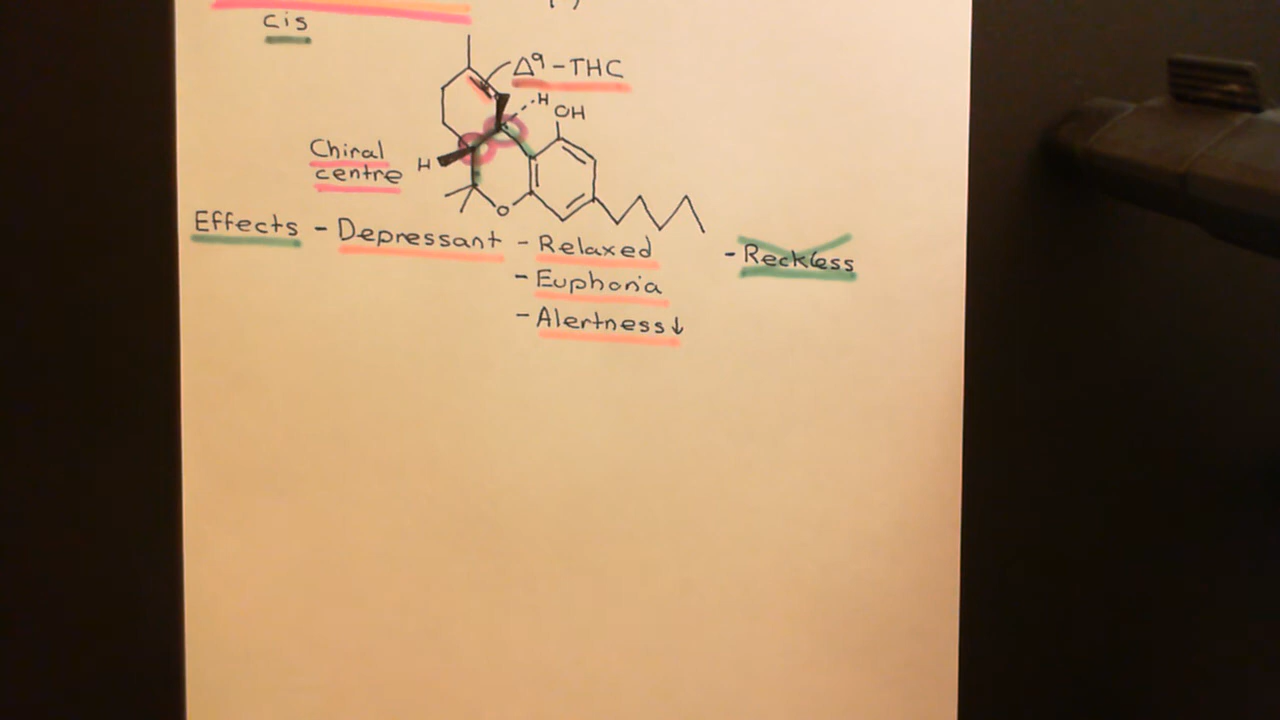 cis
Δ⁹-THC
H
OH
Chiral
centre
H
O
Effects - Depressant - Relaxed - Reckless
- Euphoria
- Alertness↓